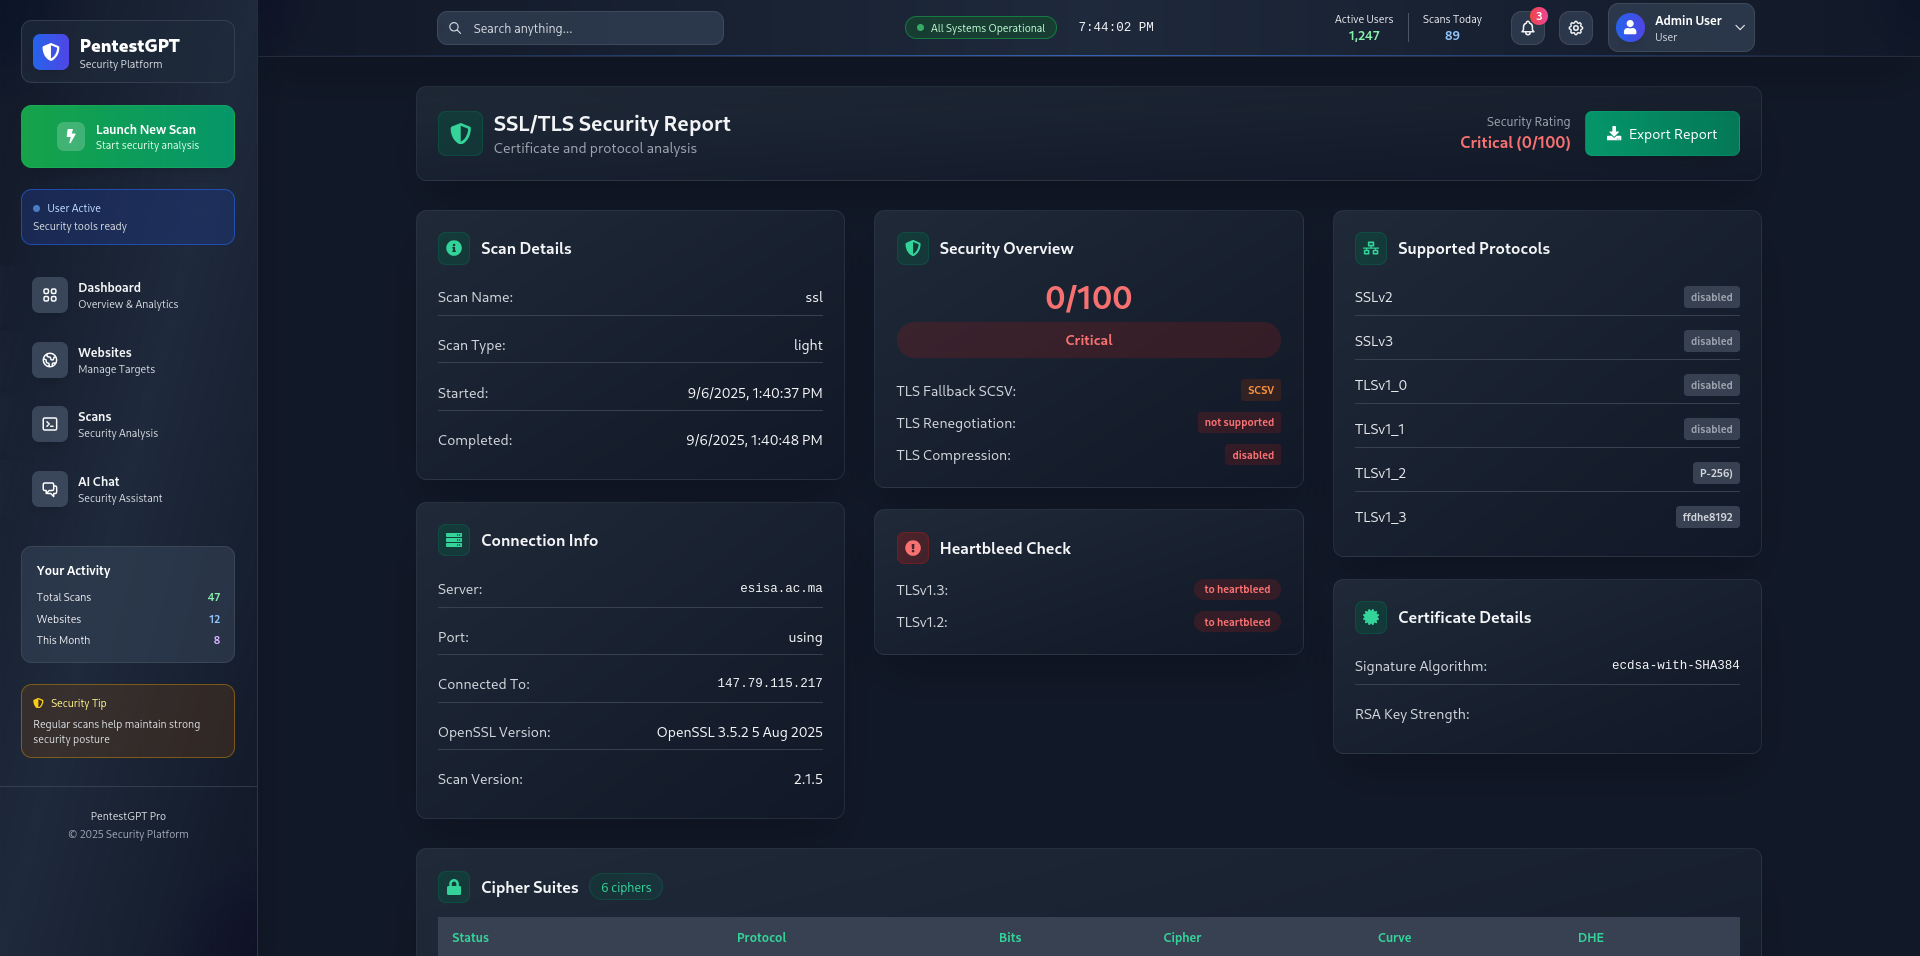 PentestGPT
Security Platform
Launch New Scan
Start security analysis
User Active
Security tools ready
Dashboard
Overview & Analytics
Websites
Manage Targets
Scans
Security Analysis
AI Chat
Security Assistant
Your Activity
Total Scans 47
Websites 12
This Month 8
Security Tip
Regular scans help maintain strong
security posture
PentestGPT Pro
© 2025 Security Platform
Search anything...
All Systems Operational
7:44:02 PM
Active Users
1,247
Scans Today
89
3
Admin User
User
SSL/TLS Security Report
Certificate and protocol analysis
Security Rating
Critical (0/100)
Export Report
Scan Details
Scan Name: ssl
Scan Type: light
Started: 9/6/2025, 1:40:37 PM
Completed: 9/6/2025, 1:40:48 PM
Connection Info
Server: esisa.ac.ma
Port: using
Connected To: 147.79.115.217
OpenSSL Version: OpenSSL 3.5.2 5 Aug 2025
Scan Version: 2.1.5
Security Overview
0/100
Critical
TLS Fallback SCSV: SCSV
TLS Renegotiation: not supported
TLS Compression: disabled
Heartbleed Check
TLSv1.3: to heartbleed
TLSv1.2: to heartbleed
Supported Protocols
SSLv2 disabled
SSLv3 disabled
TLSv1_0 disabled
TLSv1_1 disabled
TLSv1_2 P-256)
TLSv1_3 ffdhe8192
Certificate Details
Signature Algorithm: ecdsa-with-SHA384
RSA Key Strength:
Cipher Suites 6 ciphers
Status Protocol Bits Cipher Curve DHE